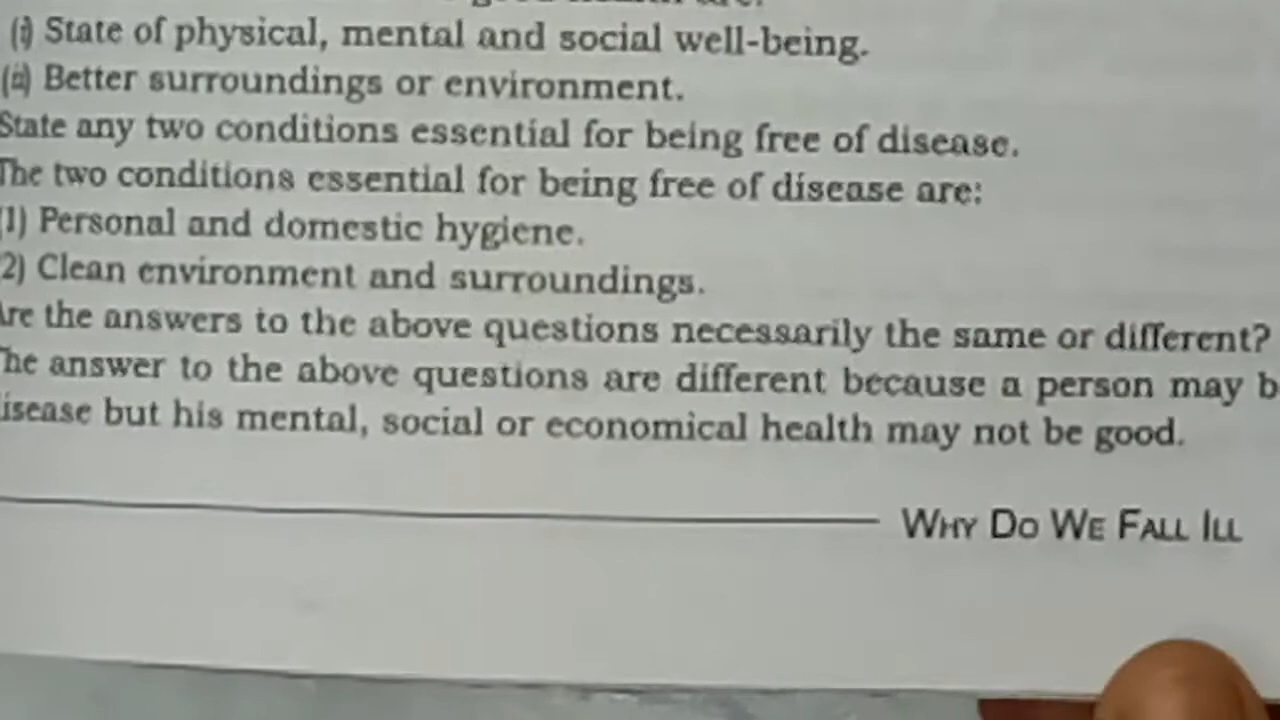 (i) State of physical, mental and social well-being.
(ii) Better surroundings or environment.
State any two conditions essential for being free of disease.
The two conditions essential for being free of disease are:
(1) Personal and domestic hygiene.
2) Clean environment and surroundings.
Are the answers to the above questions necessarily the same or different?
The answer to the above questions are different because a person may b
isease but his mental, social or economical health may not be good.
WHY DO WE FALL ILL